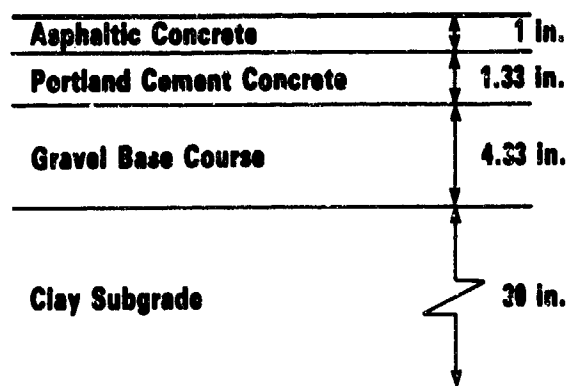 Asphaltic Concrete 1 in.
Portland Cement Concrete 1.33 in.
Gravel Base Course 4.33 in.
Clay Subgrade 30 in.